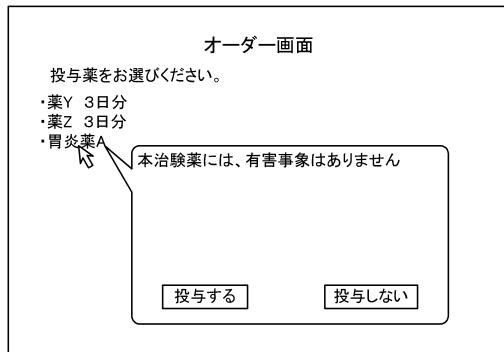 オーダー画面
投与薬をお選びください。
・薬Y 3日分
・薬Z 3日分
・胃炎薬A
本治験薬には、有害事象はありません
投与する
投与しない